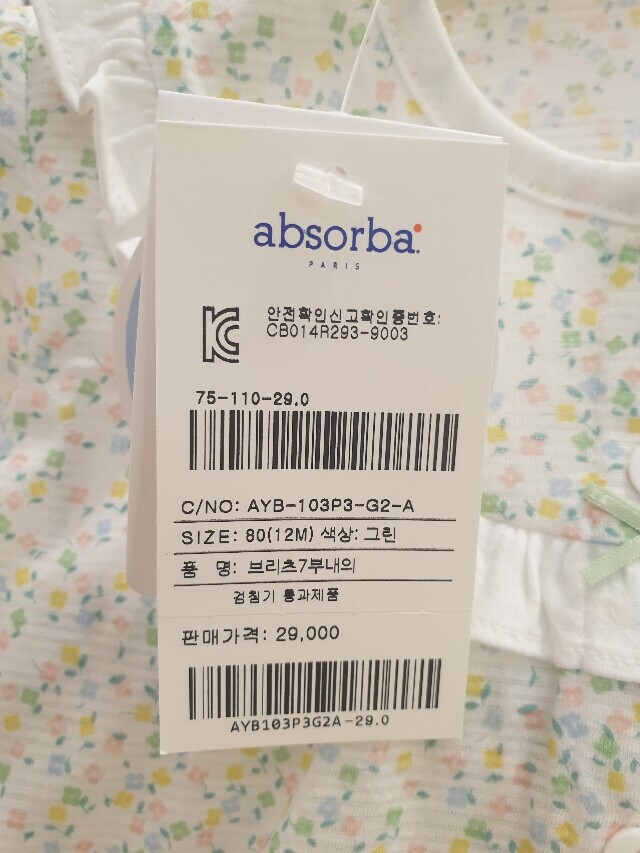 absorba
PARIS
안전확인신고확인증번호:
CB014R293-9003
75-110-29.0
C/NO: AYB-103P3-G2-A
SIZE: 80(12M) 색상: 그린
품 명: 브리츠7부내의
검침기 통과제품
판매가격: 29,000
AYB103P3G2A-29.0